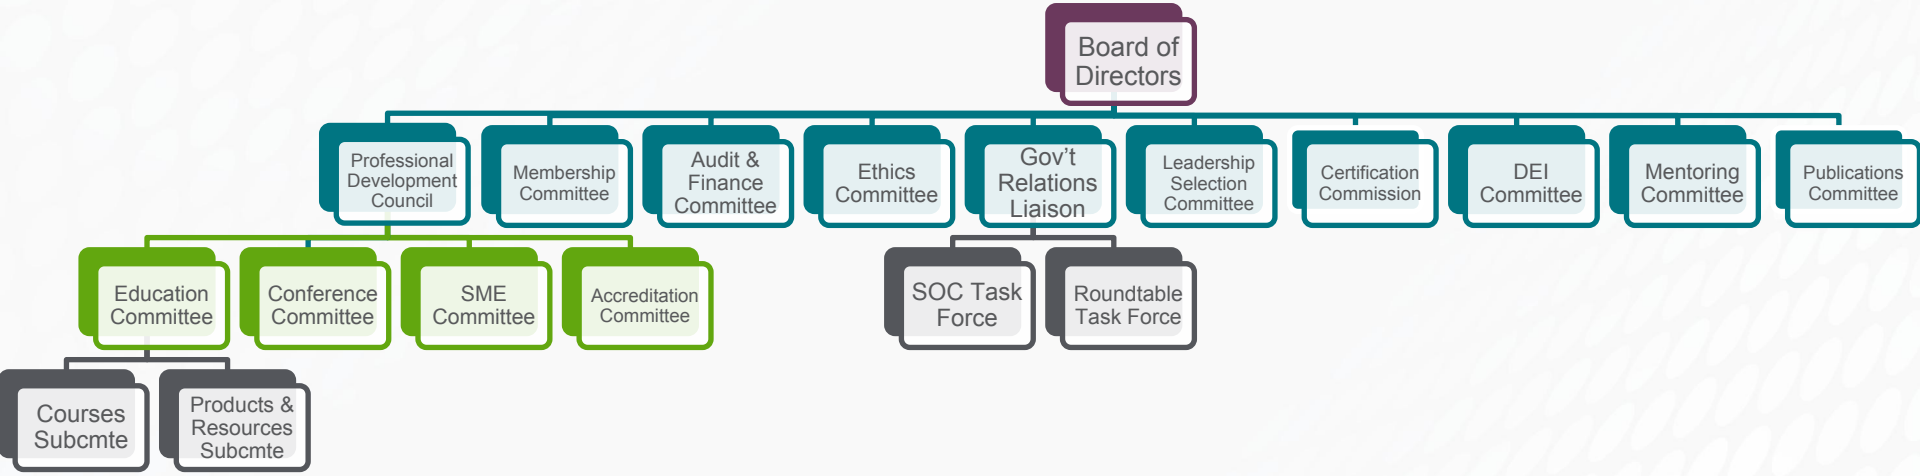 Board of
Directors
Professional
Development
Council
Membership
Committee
Audit &
Finance
Committee
Ethics
Committee
Gov't
Relations
Liaison
Leadership
Selection
Committee
Certification
Commission
DEI
Committee
Mentoring
Committee
Publications
Committee
Education
Committee
Conference
Committee
SME
Committee
Accreditation
Committee
SOC Task
Force
Roundtable
Task Force
Courses
Subcmte
Products &
Resources
Subcmte